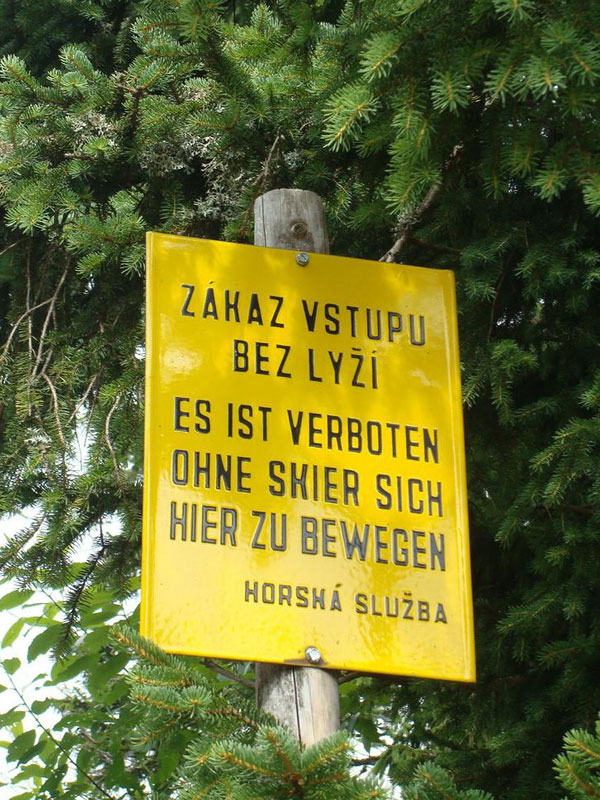 ZÁKAZ VSTUPU
BEZ LYŽÍ
ES IST VERBOTEN
OHNE SKIER SICH
HIER ZU BEWEGEN
HORSKÁ SLUŽBA